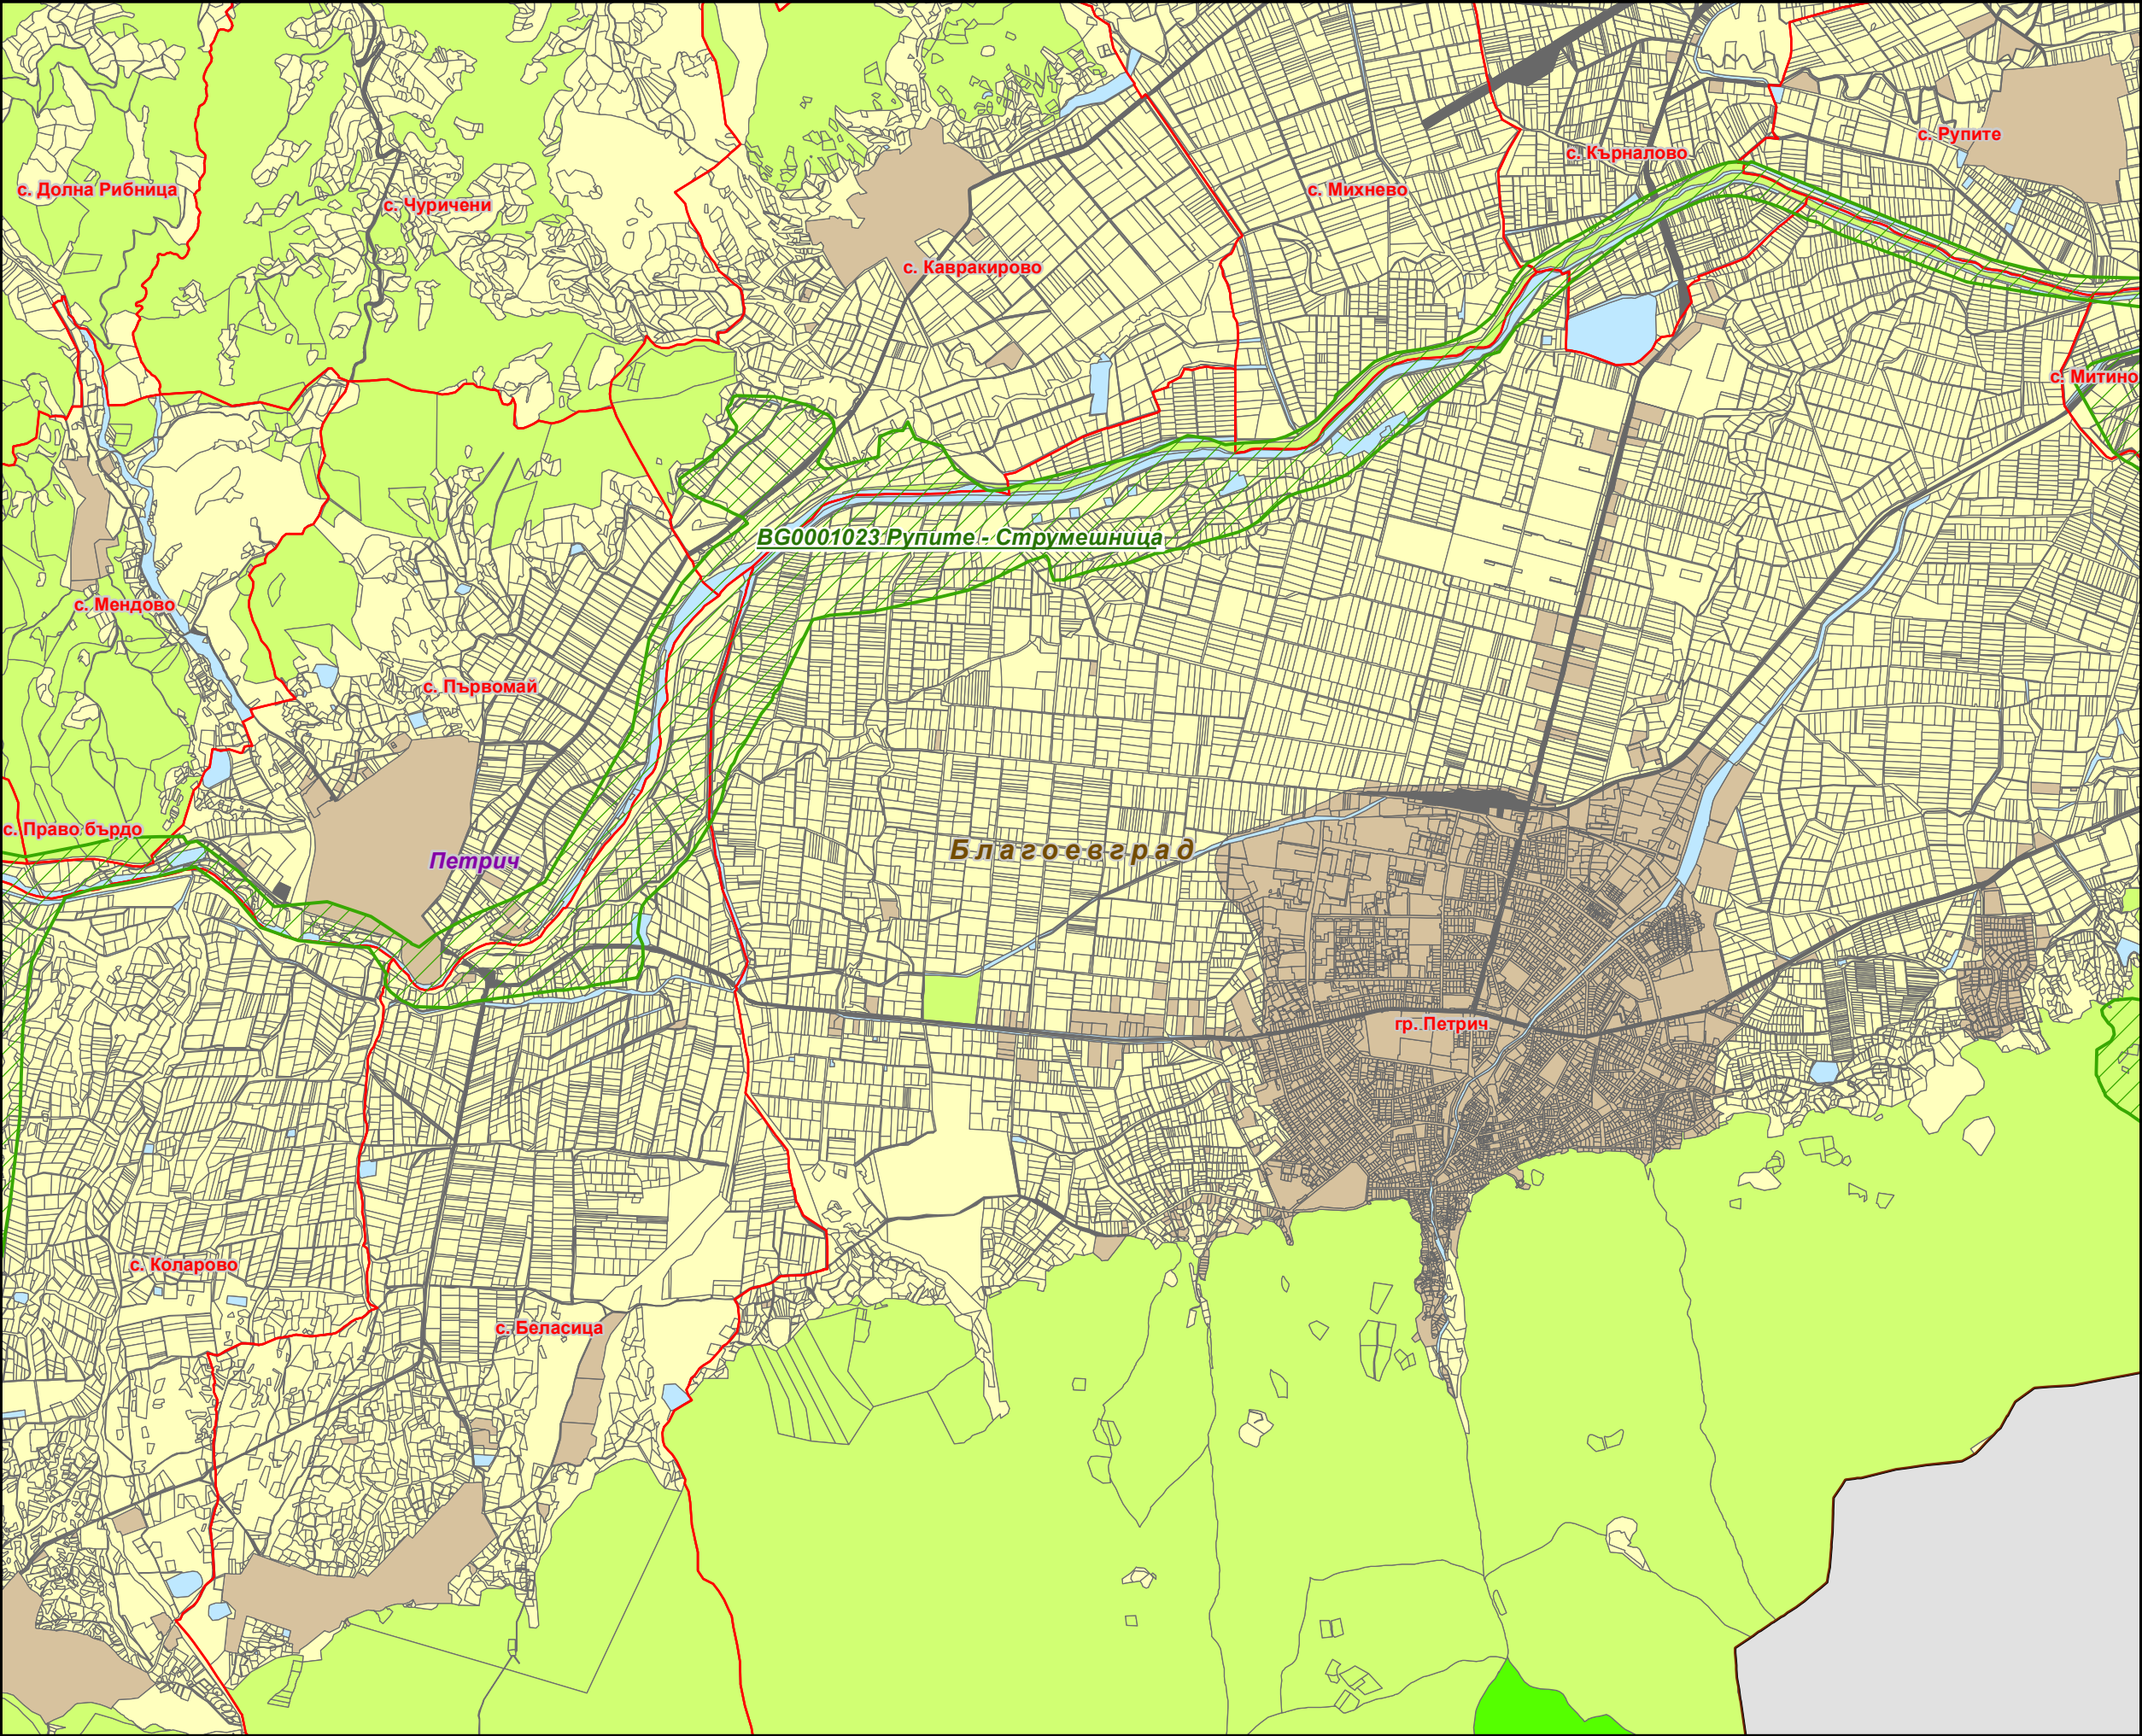 с. Рупите
с. Кърналово
с. Долна Рибница
с. Михнево
с. Чуричени
с. Кавракирово
с. Митино
BG0001023 Рупите - Струмешница
с. Мендово
с. Първомай
с. Право бърдо
Благоевград
Петрич
гр. Петрич
с. Коларово
с. Беласица